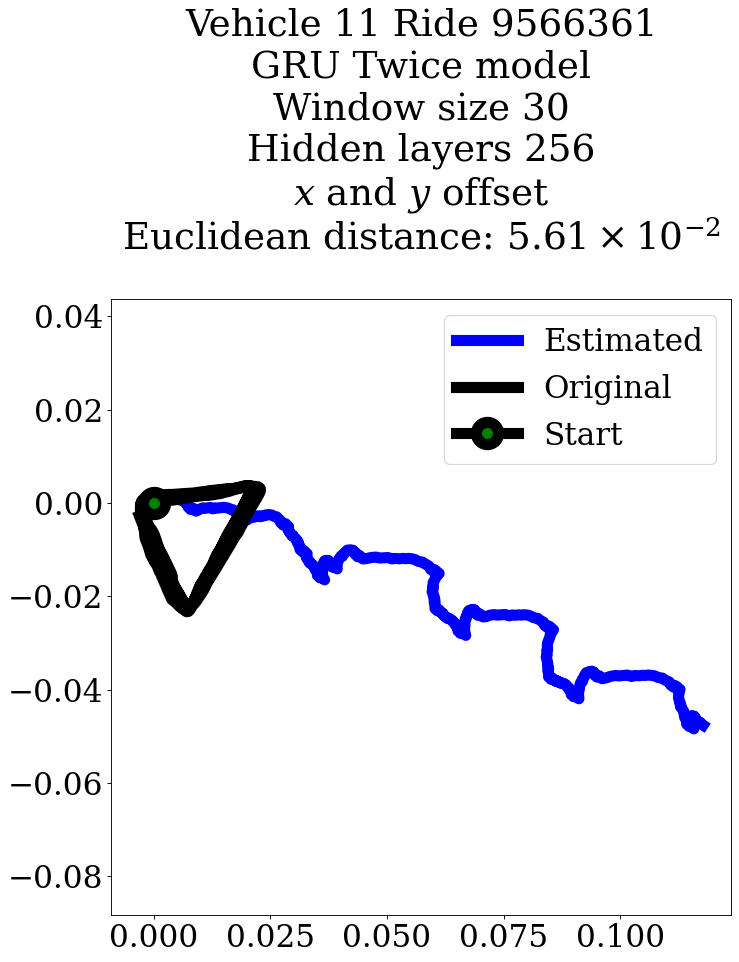 Vehicle 11 Ride 9566361
GRU Twice model
Window size 30
Hidden layers 256
x and y offset
Euclidean distance: 5.61 × 10⁻²
Estimated
Original
Start
0.04
0.02
0.00
−0.02
−0.04
−0.06
−0.08
0.000 0.025 0.050 0.075 0.100